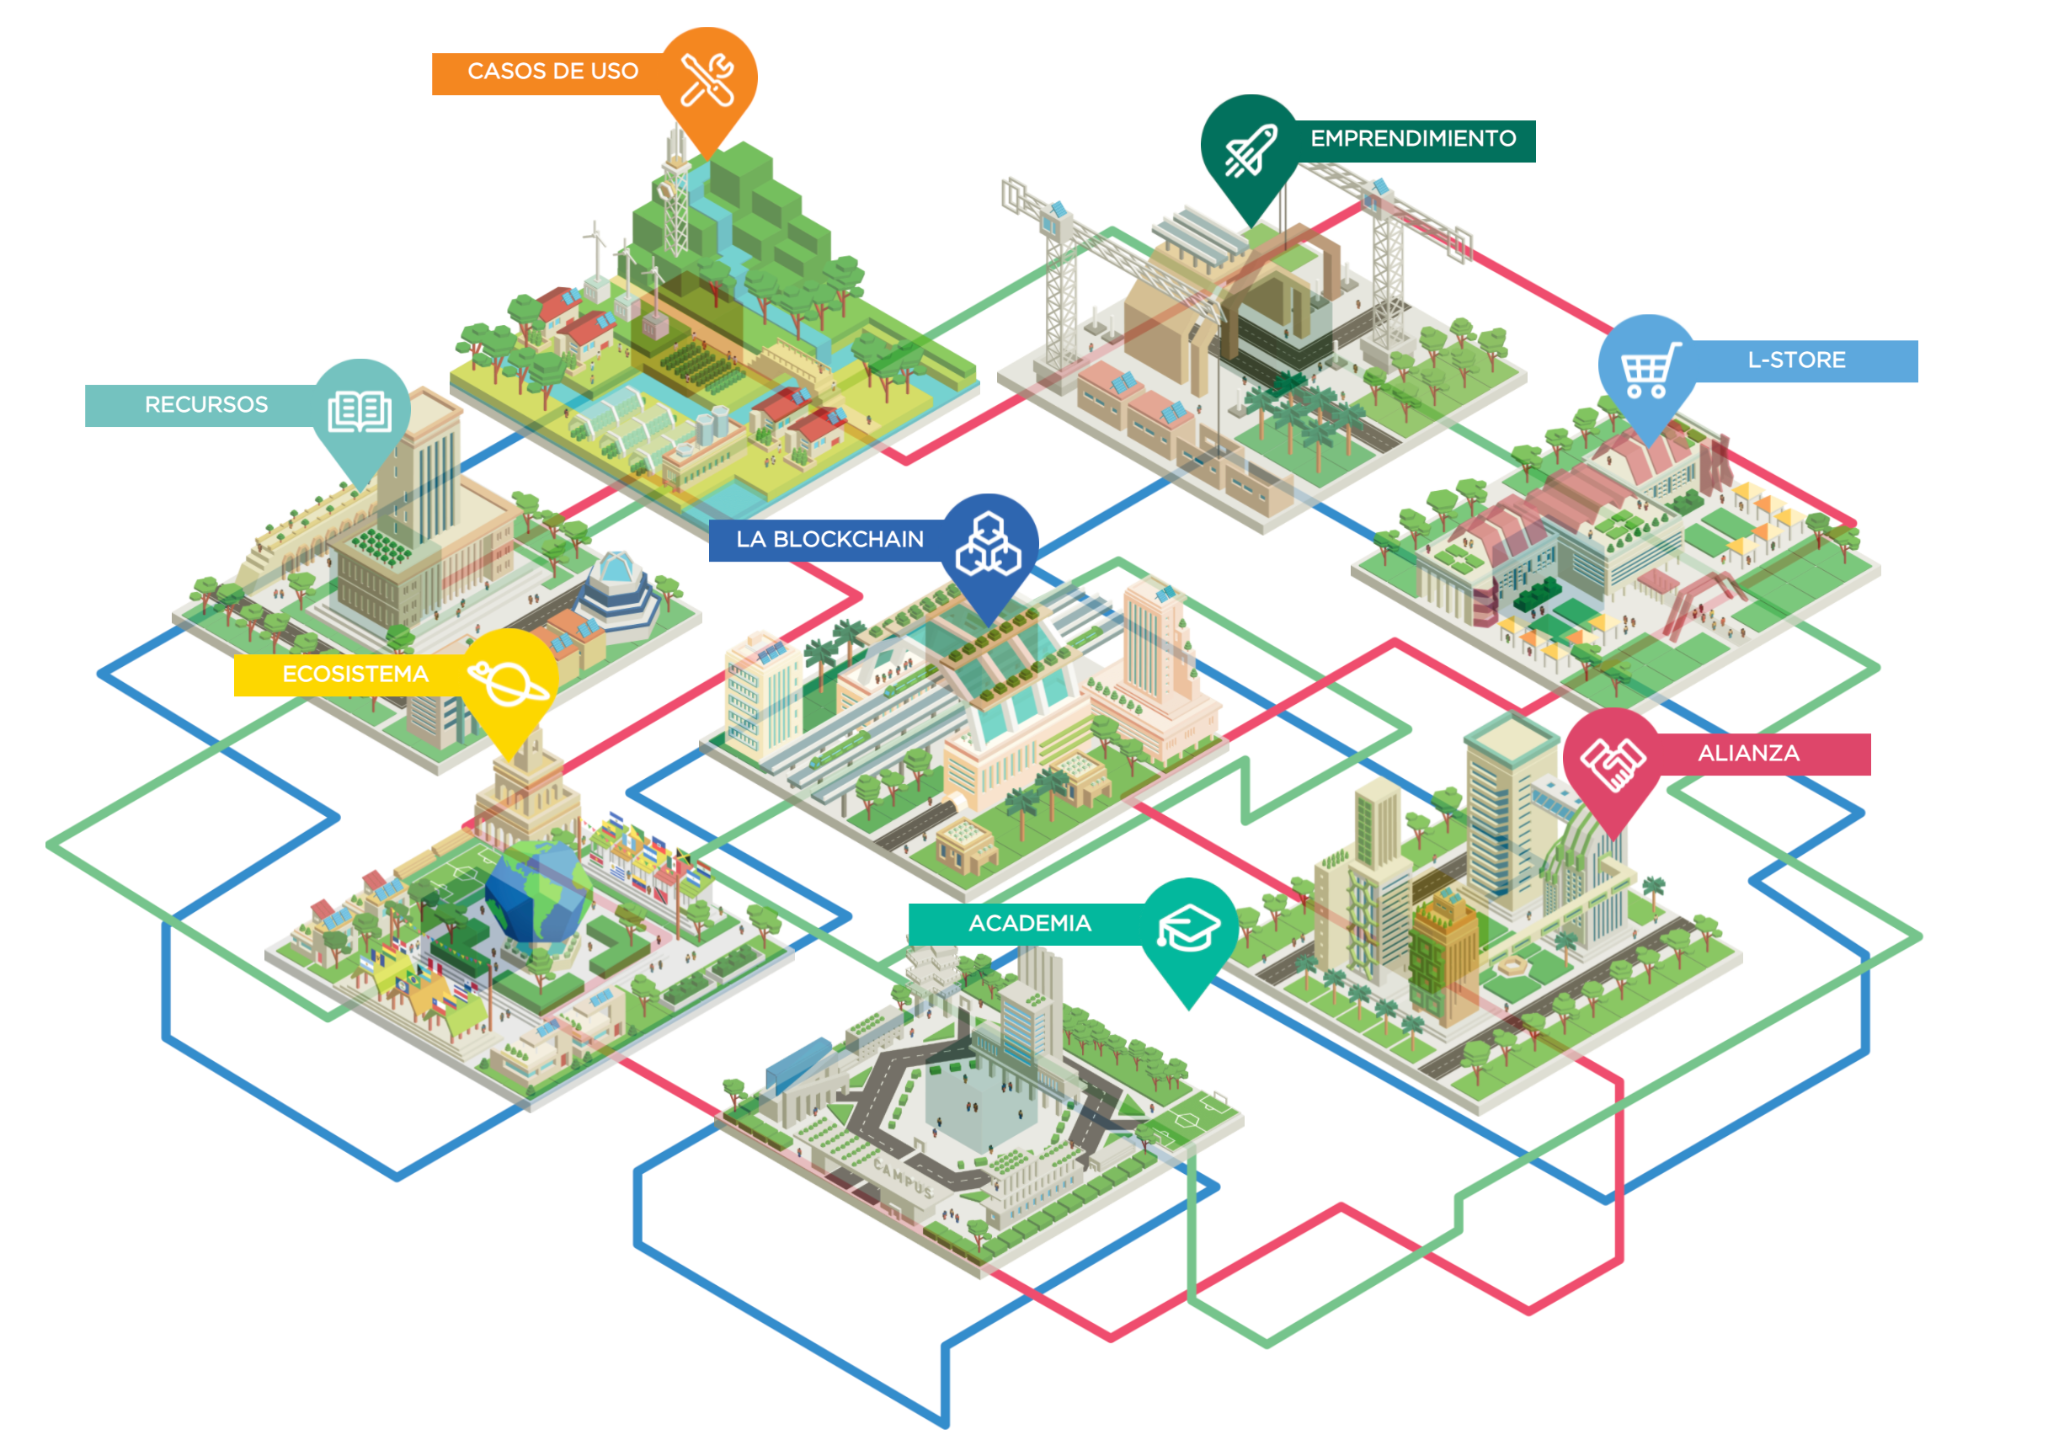 CASOS DE USO
EMPRENDIMIENTO
L-STORE
RECURSOS
LA BLOCKCHAIN
ECOSISTEMA
ALIANZA
ACADEMIA
CAMPUS